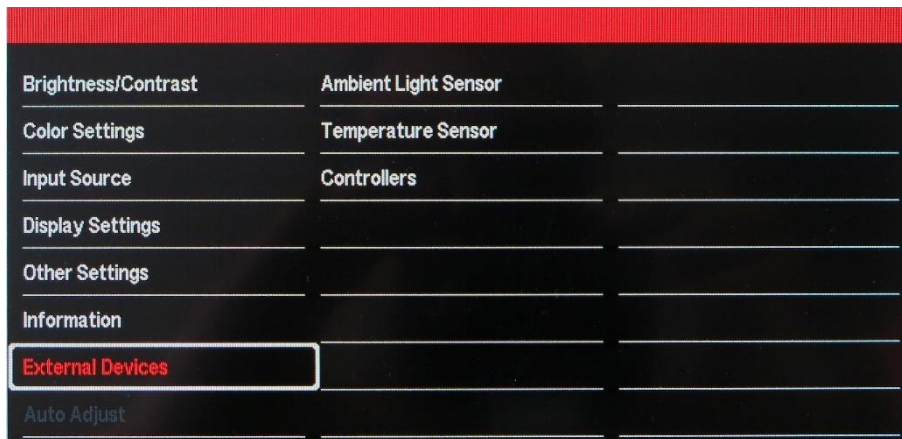 Brightness/Contrast
Color Settings
Input Source
Display Settings
Other Settings
Information
External Devices
Auto Adjust
Ambient Light Sensor
Temperature Sensor
Controllers